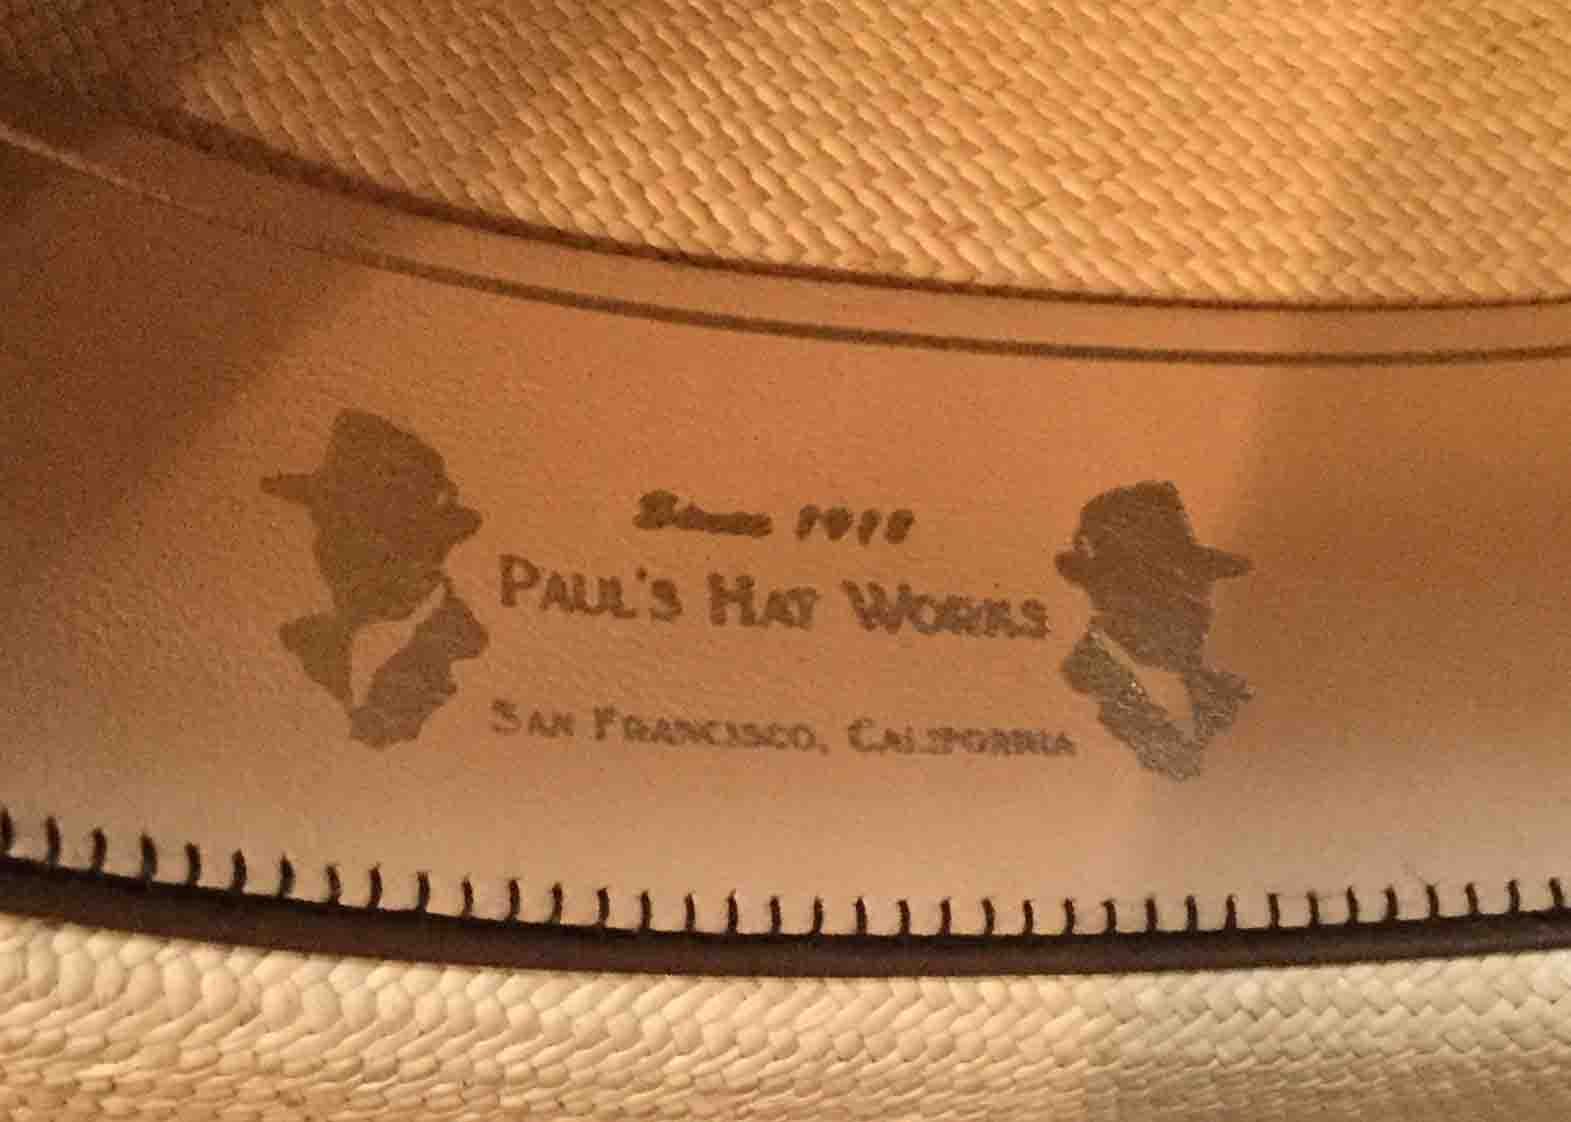 Since 1918
PAUL'S HAT WORKS
SAN FRANCISCO, CALIFORNIA